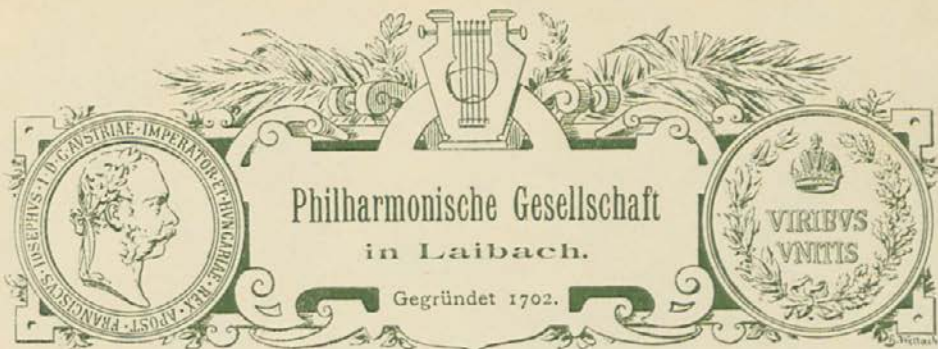 FRANCISCVS·IOSEPHVS·I·D·G·AVSTRIAE·IMPERATOR·ET·HVNGARIAE·REX·APOST·
Philharmonische Gesellschaft
in Laibach.
Gegründet 1702.
VIRIBVS
VNITIS